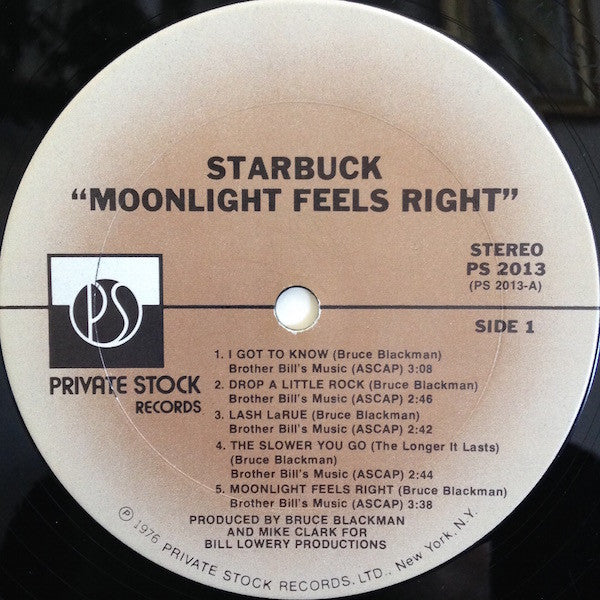 STARBUCK
“MOONLIGHT FEELS RIGHT”
STEREO
PS 2013
(PS 2013-A)
SIDE 1
PS
PRIVATE STOCK
RECORDS
1. I GOT TO KNOW (Bruce Blackman)
Brother Bill's Music (ASCAP) 3:08
2. DROP A LITTLE ROCK (Bruce Blackman)
Brother Bill's Music (ASCAP) 2:46
3. LASH LaRUE (Bruce Blackman)
Brother Bill's Music (ASCAP) 2:42
4. THE SLOWER YOU GO (The Longer It Lasts)
(Bruce Blackman)
Brother Bill's Music (ASCAP) 2:44
5. MOONLIGHT FEELS RIGHT (Bruce Blackman)
Brother Bill's Music (ASCAP) 3:38
PRODUCED BY BRUCE BLACKMAN
AND MIKE CLARK FOR
BILL LOWERY PRODUCTIONS
Ⓟ 1976 PRIVATE STOCK RECORDS, LTD., New York, N.Y.